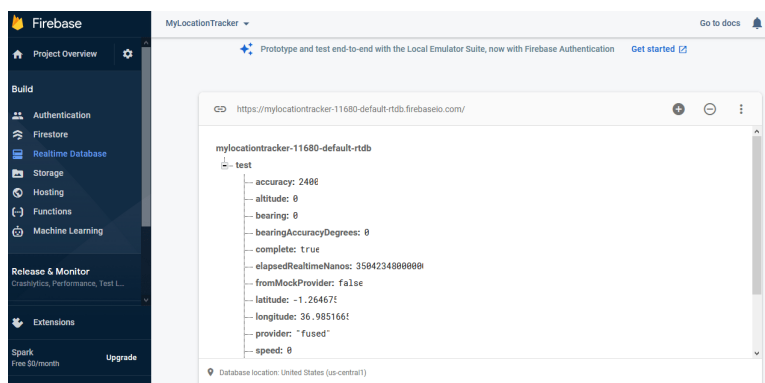 Firebase
MyLocationTracker
Go to docs
Project Overview
Prototype and test end-to-end with the Local Emulator Suite, now with Firebase Authentication Get started
Build
Authentication
Firestore
Realtime Database
Storage
Hosting
Functions
Machine Learning
Release & Monitor
Crashlytics, Performance, Test L...
Extensions
Spark
Free $0/month
Upgrade
https://mylocationtracker-11680-default-rtdb.firebaseio.com/
mylocationtracker-11680-default-rtdb
test
accuracy: 2400
altitude: 0
bearing: 0
bearingAccuracyDegrees: 0
complete: true
elapsedRealtimeNanos:
fromMockProvider: false
latitude: -1.264675
longitude: 36.9851665
provider: "fused"
speed: 0
Database location: United States (us-central1)